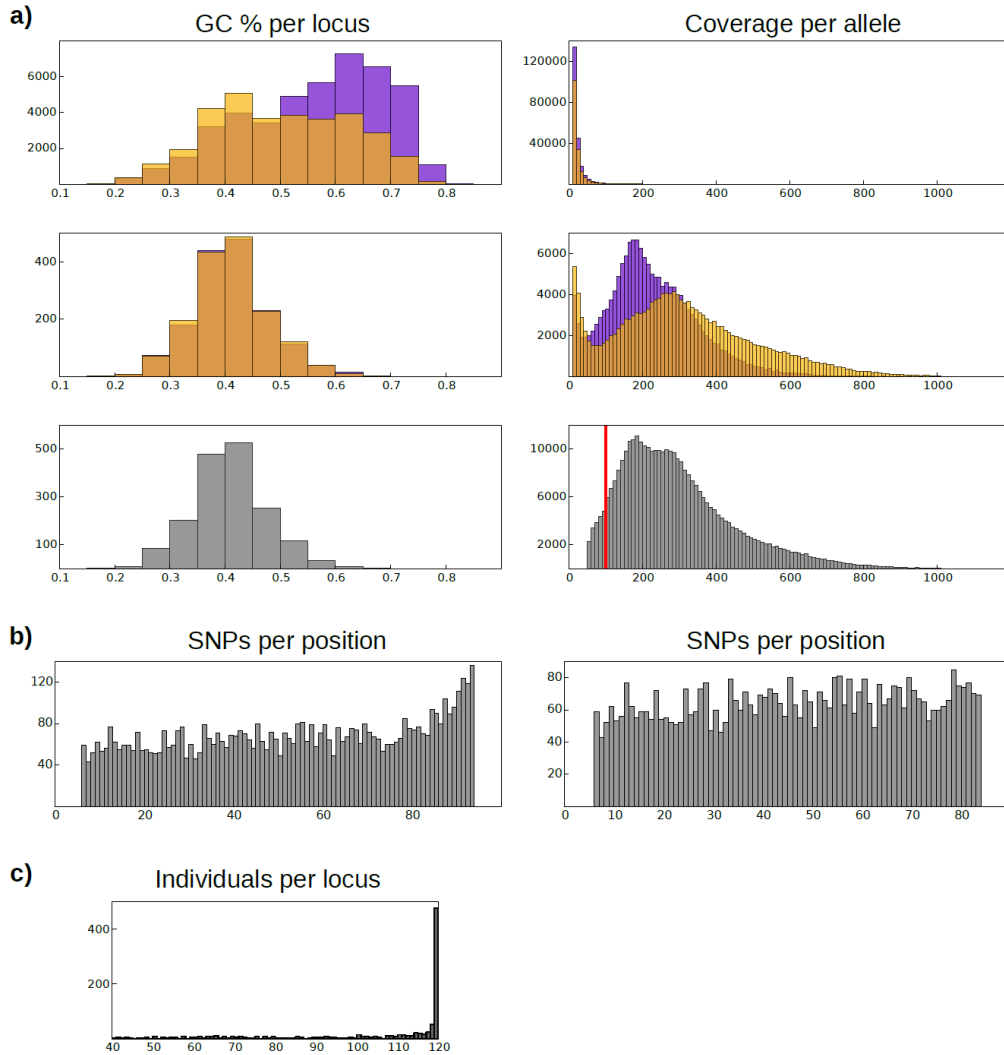 a)
GC % per locus
Coverage per allele
6000
4000
2000
0.1 0.2 0.3 0.4 0.5 0.6 0.7 0.8
120000
80000
40000
0 200 400 600 800 1000
400
200
0.1 0.2 0.3 0.4 0.5 0.6 0.7 0.8
6000
4000
2000
0 200 400 600 800 1000
500
300
100
0.1 0.2 0.3 0.4 0.5 0.6 0.7 0.8
10000
6000
2000
0 200 400 600 800 1000
b)
SNPs per position
SNPs per position
120
80
40
0 20 40 60 80
80
60
40
20
0 10 20 30 40 50 60 70 80
c)
Individuals per locus
400
200
40 50 60 70 80 90 100 110 120